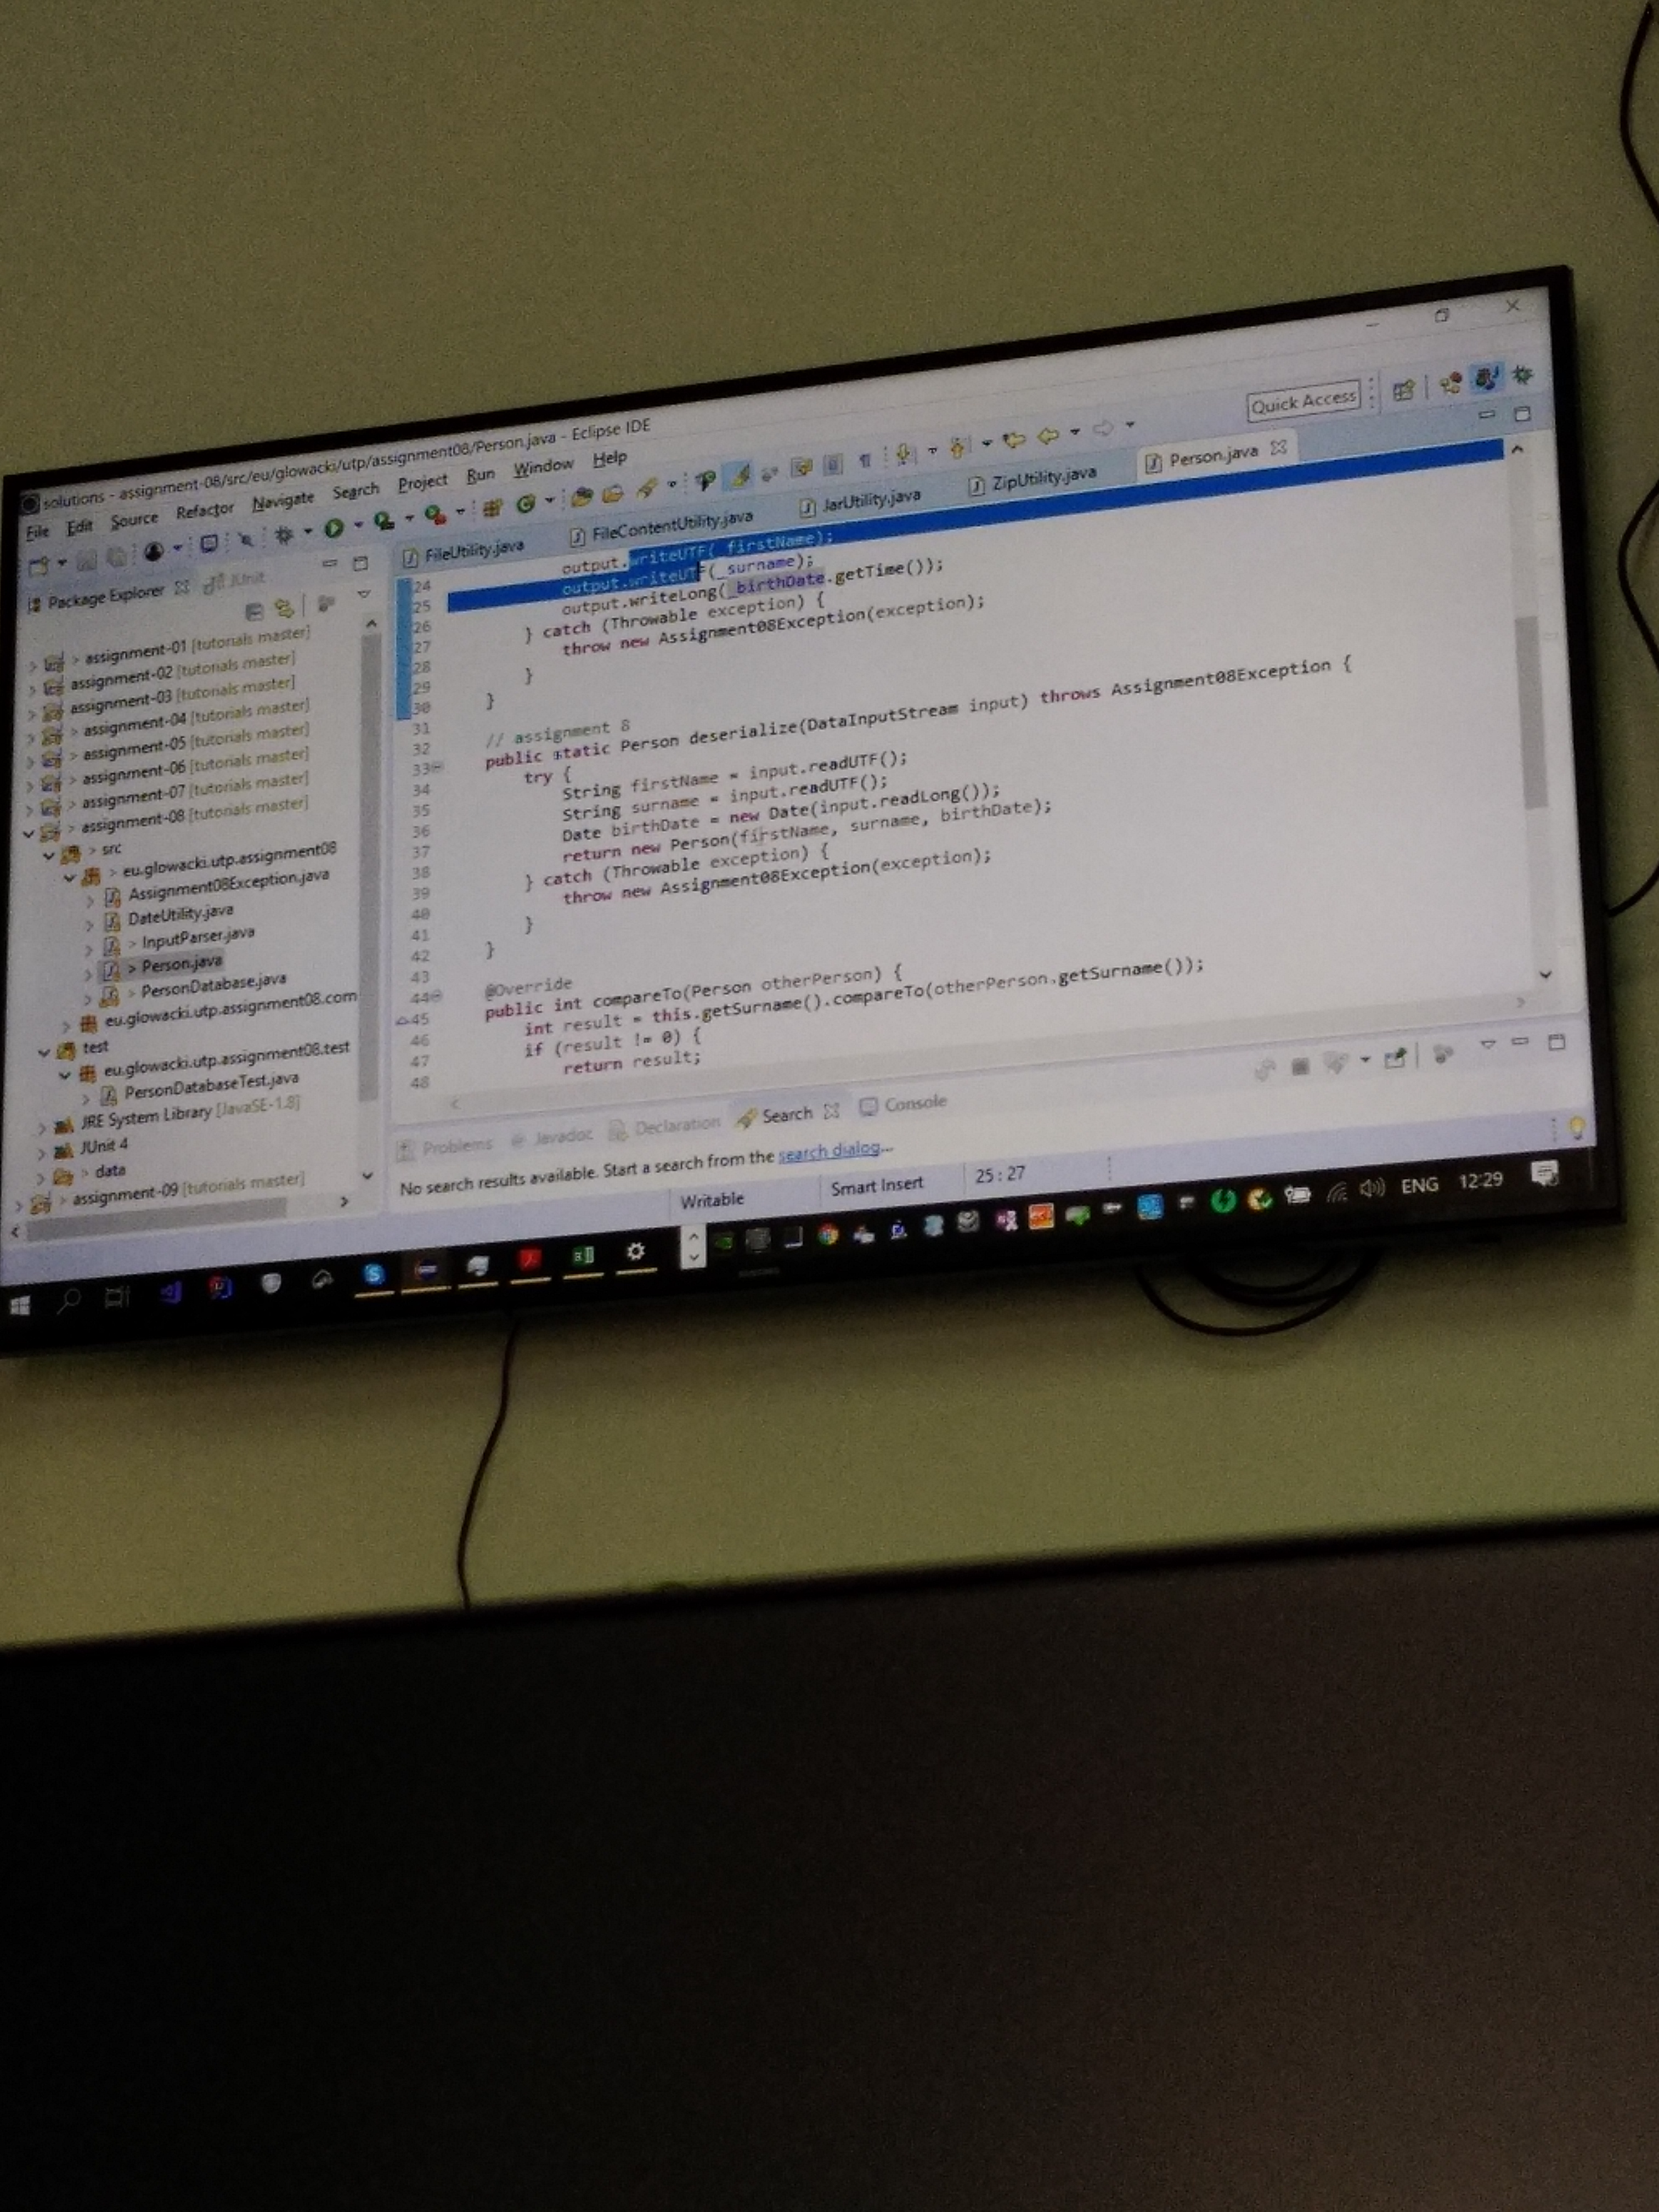 solutions - assignment-08/src/eu/glowacki/utp/assignment08/Person.java - Eclipse IDE
File Edit Source Refactor Navigate Search Project Run Window Help
Quick Access
Package Explorer JUnit
> assignment-01 [tutorials master]
assignment-02 [tutorials master]
> assignment-03 [tutorials master]
> assignment-04 [tutorials master]
> assignment-05 [tutorials master]
> assignment-06 [tutorials master]
> assignment-07 [tutorials master]
> assignment-08 [tutorials master]
> src
> eu.glowacki.utp.assignment08
Assignment08Exception.java
DateUtility.java
> InputParser.java
> Person.java
> PersonDatabase.java
eu.glowacki.utp.assignment08.com
test
eu.glowacki.utp.assignment08.test
PersonDatabaseTest.java
JRE System Library [JavaSE-1.8]
JUnit 4
> data
> assignment-09 [tutorials master]
FileUtility.java FileContentUtility.java JarUtility.java ZipUtility.java Person.java
24 output.writeUTF(_firstName);
25 output.writeUTF(_surname);
26 output.writeLong(_birthDate.getTime());
27 } catch (Throwable exception) {
28 throw new Assignment08Exception(exception);
29 }
30 }
31
32 // assignment 8
33 public static Person deserialize(DataInputStream input) throws Assignment08Exception {
34 try {
35 String firstName = input.readUTF();
36 String surname = input.readUTF();
37 Date birthDate = new Date(input.readLong());
38 return new Person(firstName, surname, birthDate);
39 } catch (Throwable exception) {
40 throw new Assignment08Exception(exception);
41 }
42 }
43
44 @Override
45 public int compareTo(Person otherPerson) {
46 int result = this.getSurname().compareTo(otherPerson.getSurname());
47 if (result != 0) {
48 return result;
Problems Javadoc Declaration Search Console
No search results available. Start a search from the search dialog...
Writable Smart Insert 25 : 27
ENG 12:29